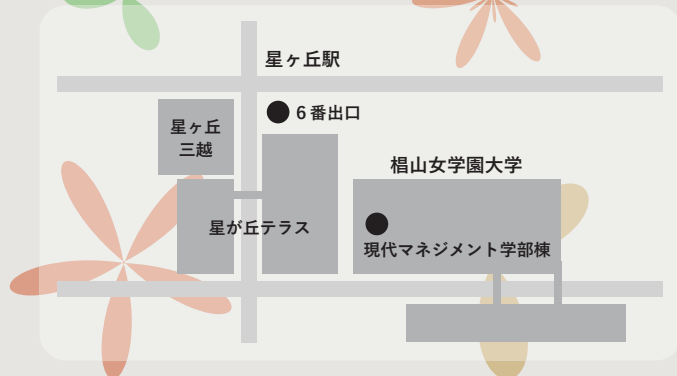 星ヶ丘駅
６番出口
星ヶ丘
三越
椙山女学園大学
星が丘テラス
現代マネジメント学部棟